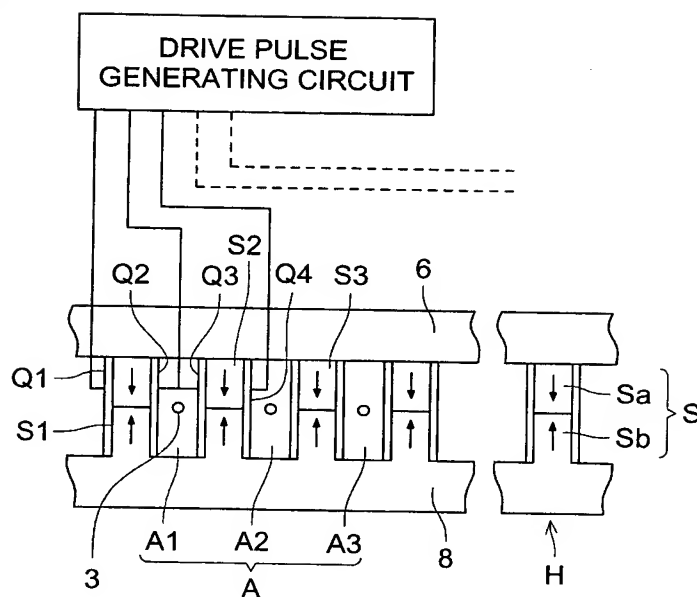 DRIVE PULSE
GENERATING CIRCUIT
S2
6
Q2
Q3
Q4
S3
Q1
Sa
S
S1
Sb
A1
A2
A3
3
A
8
H